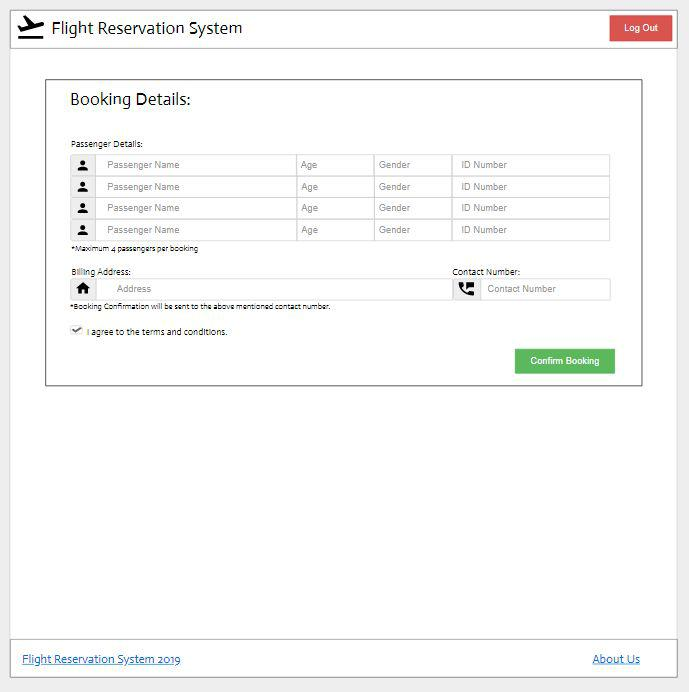 Flight Reservation System Log Out
Booking Details:
Passenger Details:
Passenger Name Age Gender ID Number
Passenger Name Age Gender ID Number
Passenger Name Age Gender ID Number
Passenger Name Age Gender ID Number
*Maximum 4 passengers per booking
Billing Address: Contact Number:
Address Contact Number
*Booking Confirmation will be sent to the above mentioned contact number.
I agree to the terms and conditions.
Confirm Booking
Flight Reservation System 2019 About Us